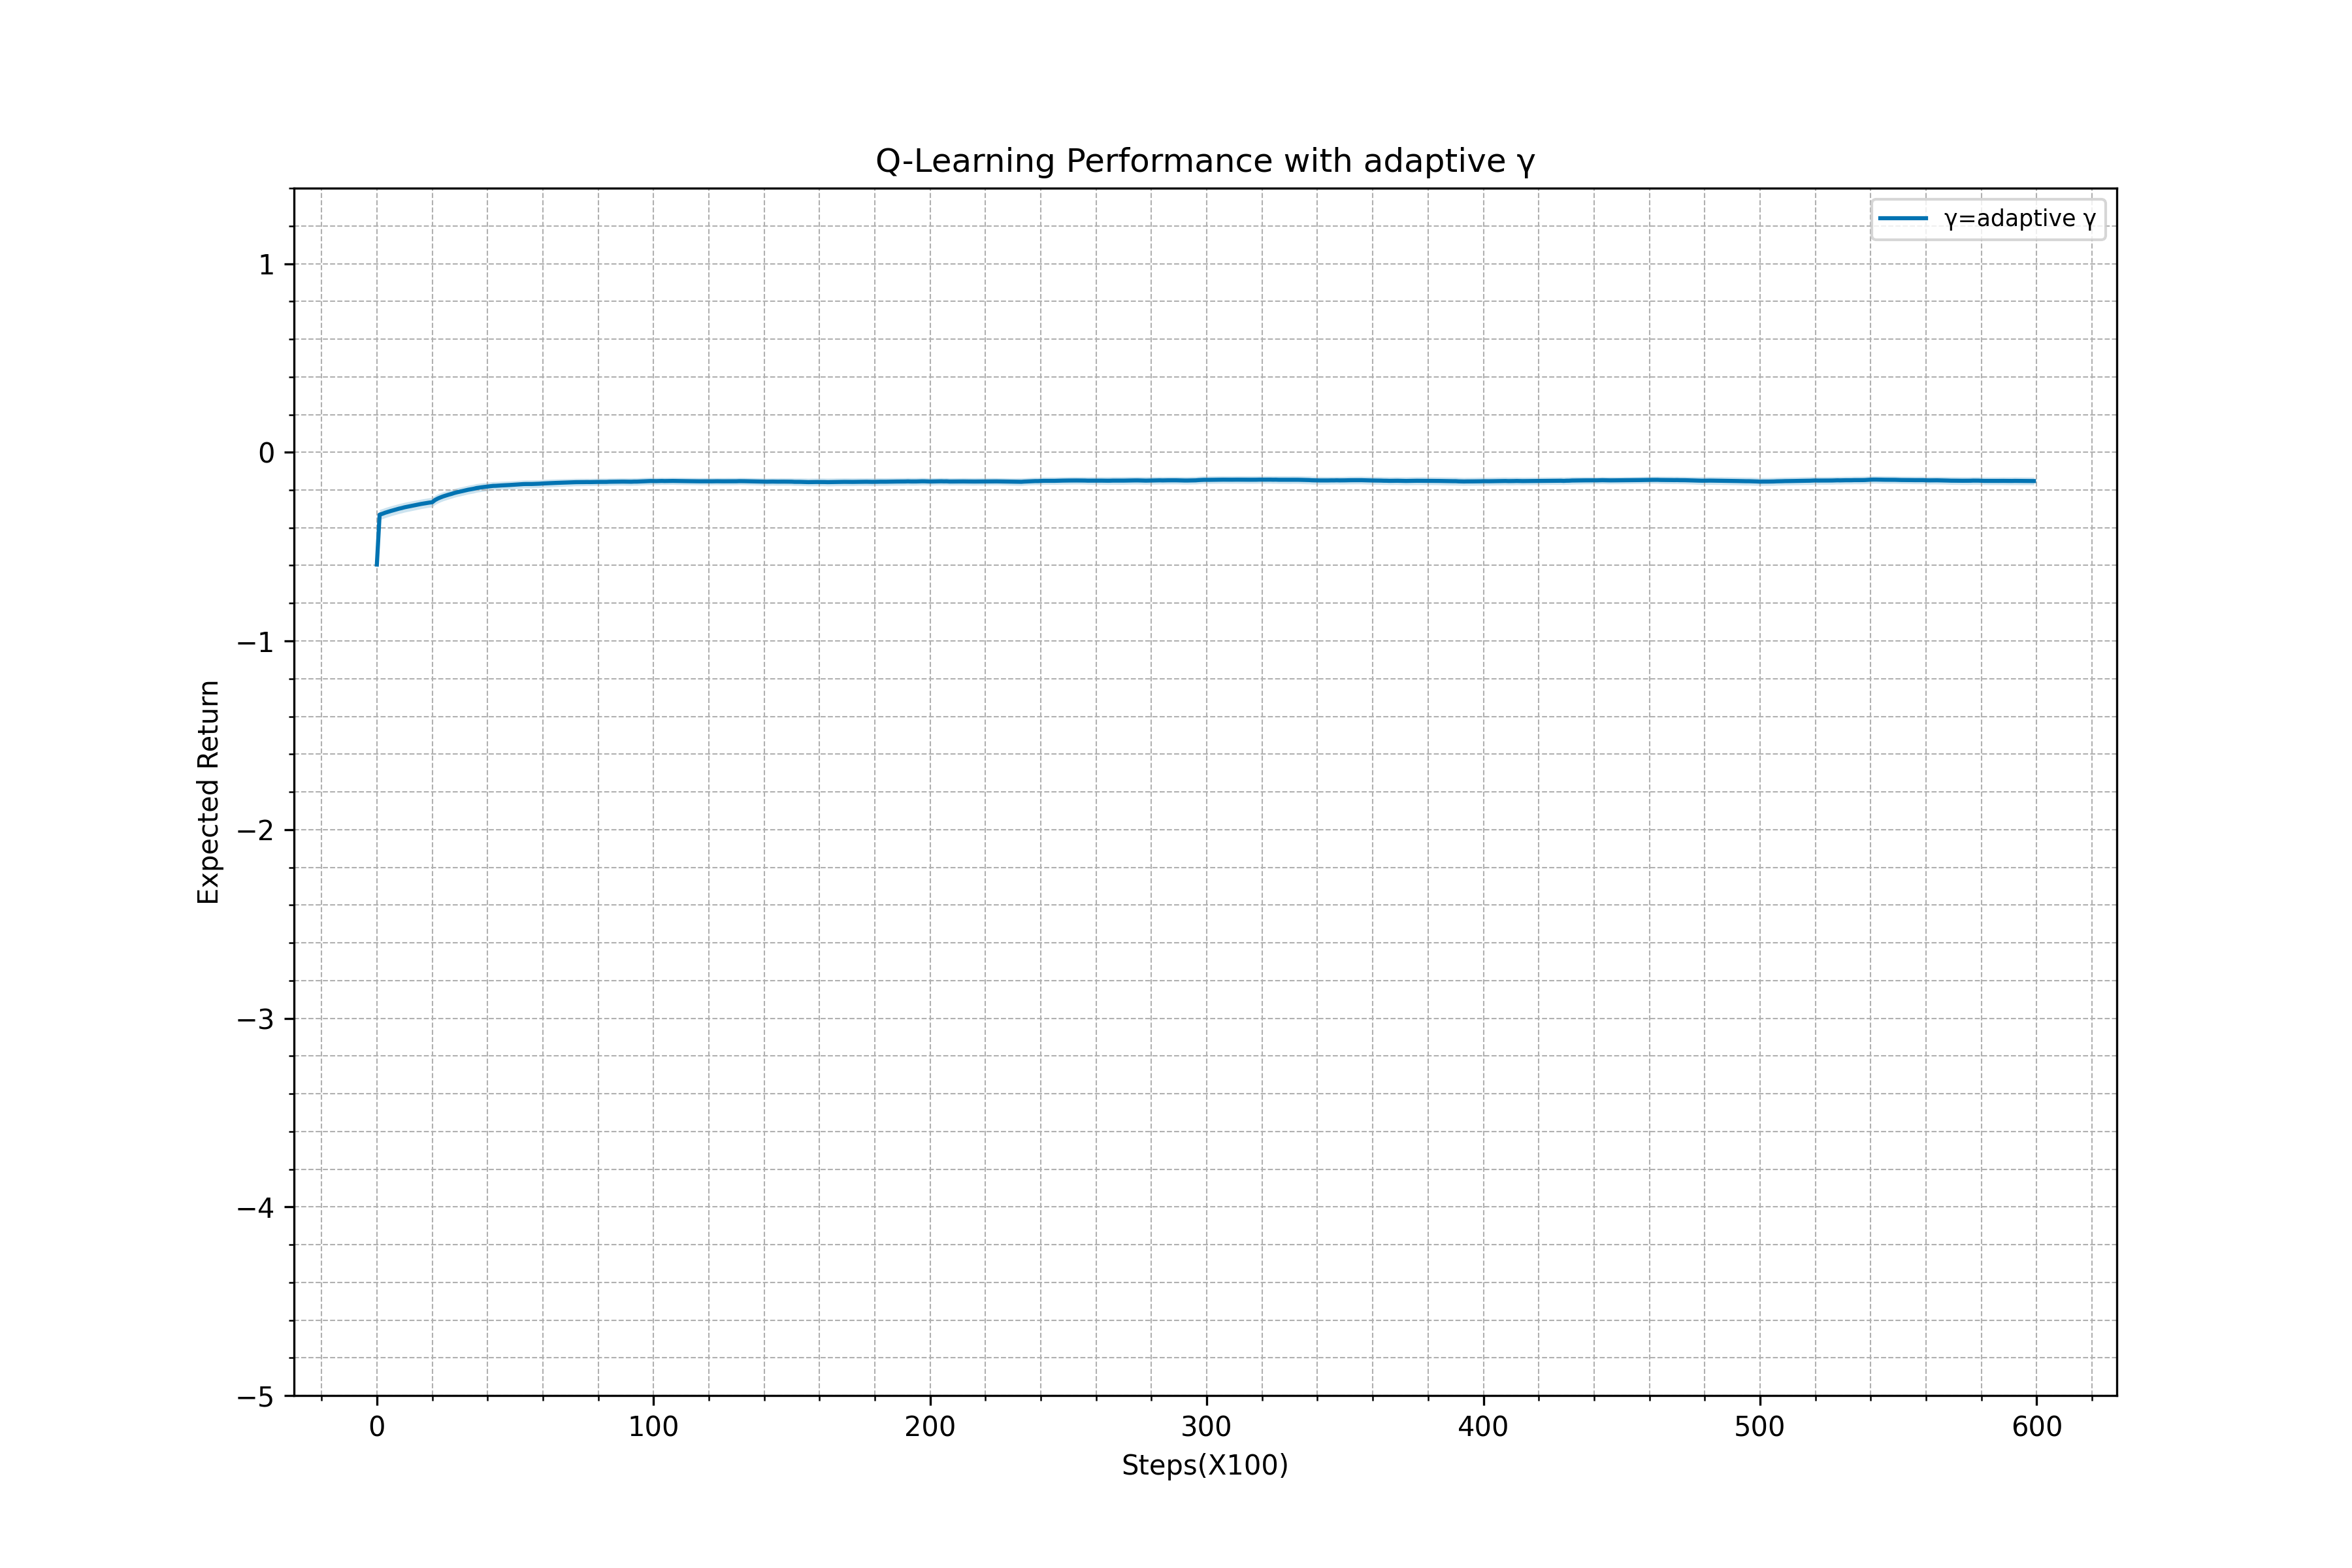 Q-Learning Performance with adaptive γ
γ=adaptive γ
1
0
−1
−2
−3
−4
−5
Expected Return
0 100 200 300 400 500 600
Steps(X100)